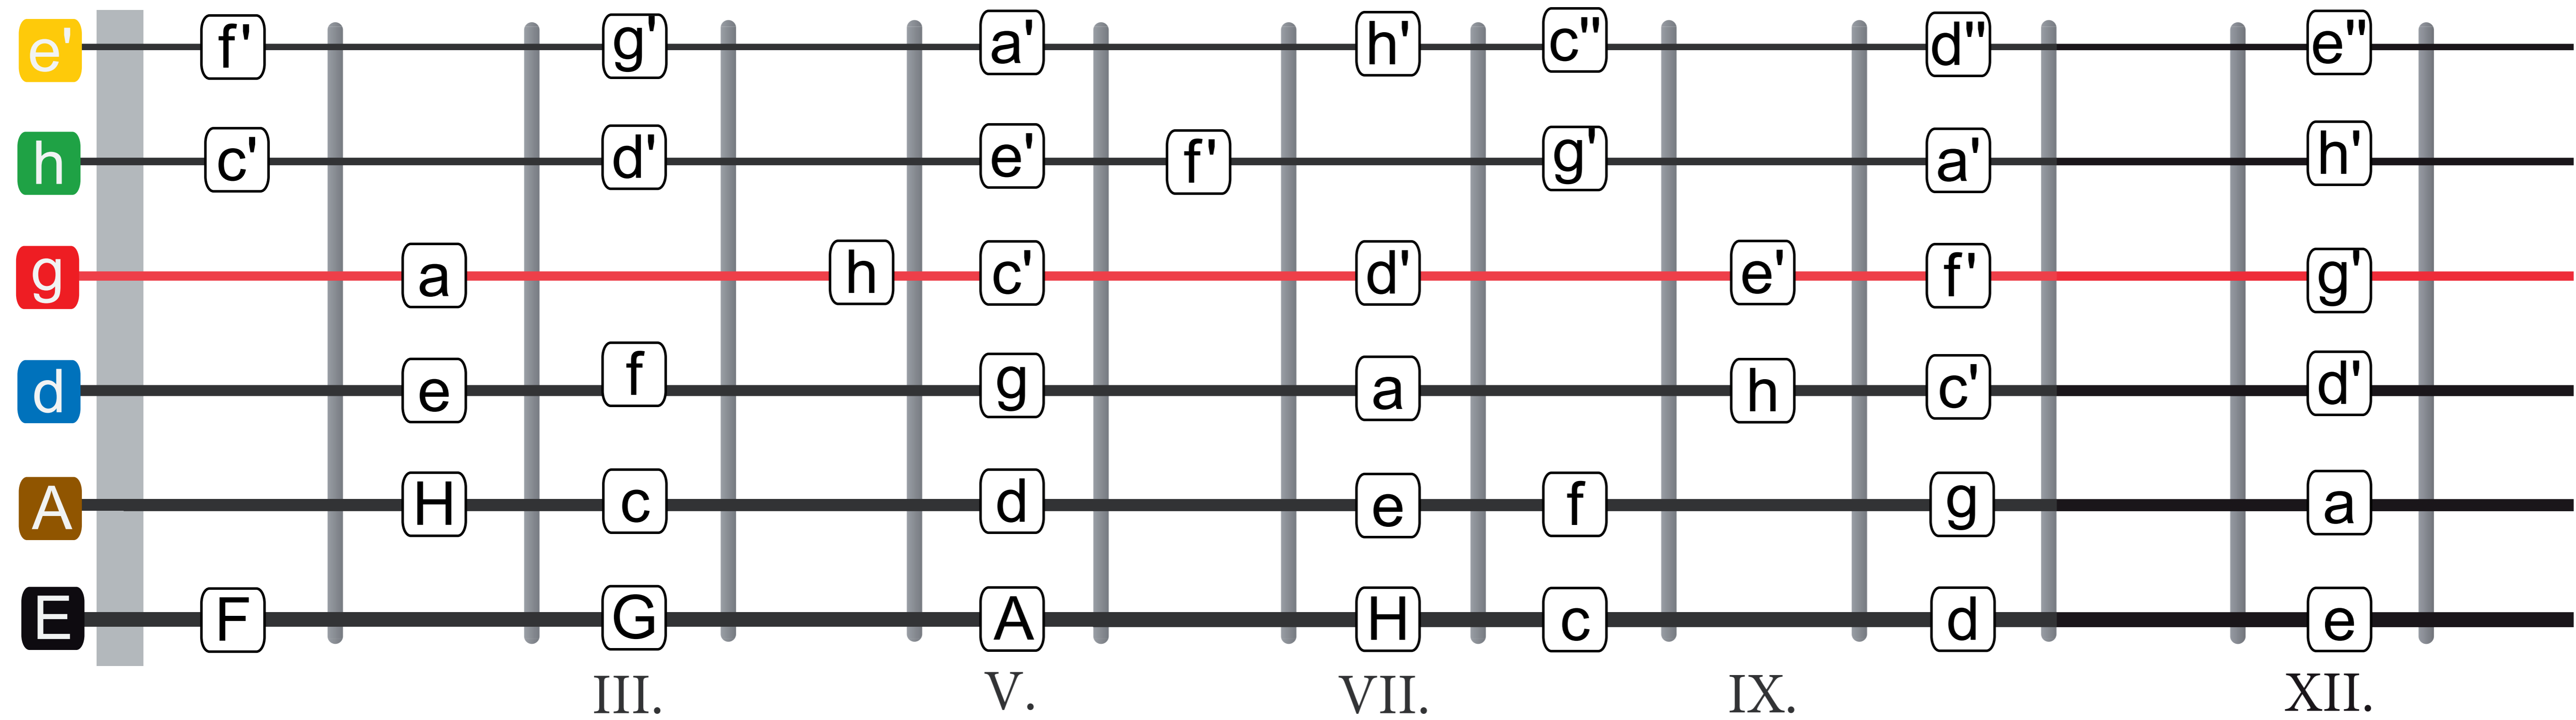 e' f' g' a' h' c'' d'' e''
h c' d' e' f' g' a' h'
g a h c' d' e' f' g'
d e f g a h c' d'
A H c d e f g a
E F G A H c d e
III. V. VII. IX. XII.